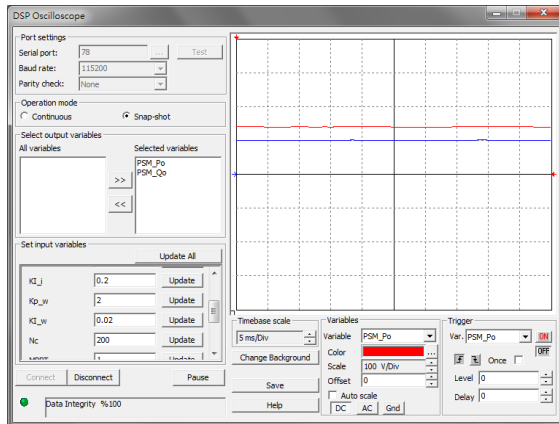 DSP Oscilloscope
Port settings
Serial port: 78 ... Test
Baud rate: 115200
Parity check: None
Operation mode
Continuous Snap-shot
Select output variables
All variables Selected variables
PSM_Po
PSM_Qo
>>
<<
Set input variables
Update All
KI_i 0.2 Update
Kp_w 2 Update
KI_w 0.02 Update
Nc 200 Update
MPPT 1 Update
Connect Disconnect Pause
Data Integrity %100
Timebase scale
5 ms/Div
Change Background
Save
Help
Variables
Variable PSM_Po
Color ...
Scale 100 V/Div
Offset 0
Auto scale
DC AC Gnd
Trigger
Var. PSM_Po ON
OFF
Once
Level 0
Delay 0